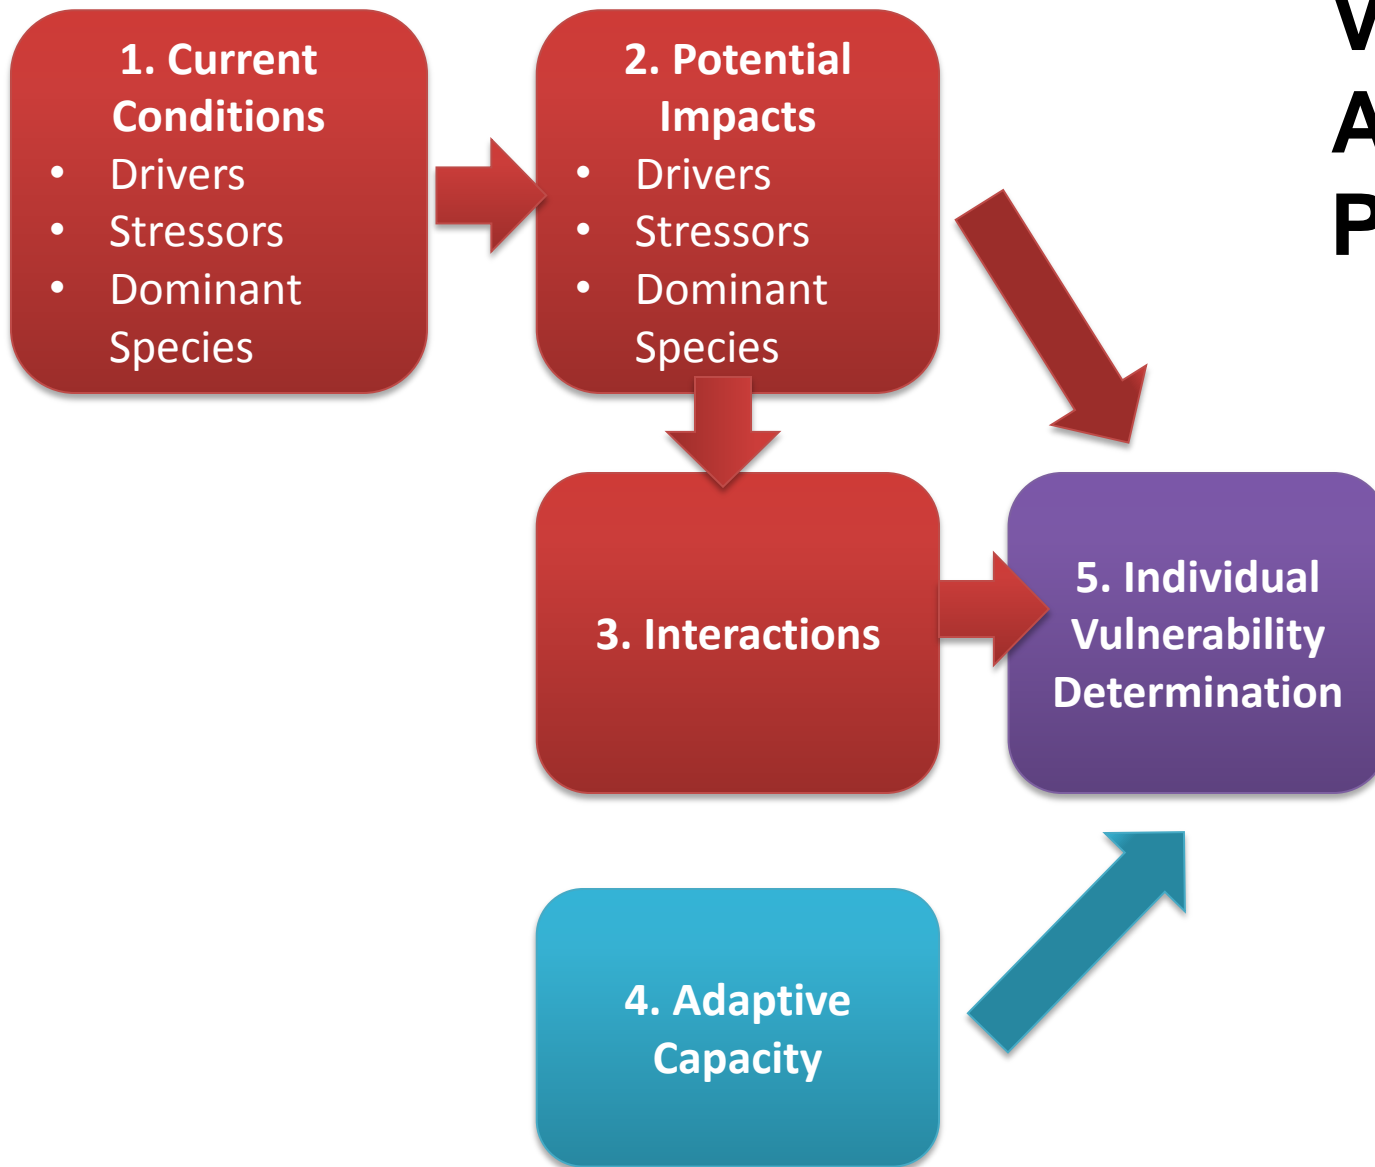 1. Current
Conditions
• Drivers
• Stressors
• Dominant
Species
2. Potential
Impacts
• Drivers
• Stressors
• Dominant
Species
V
A
P
3. Interactions
5. Individual
Vulnerability
Determination
4. Adaptive
Capacity